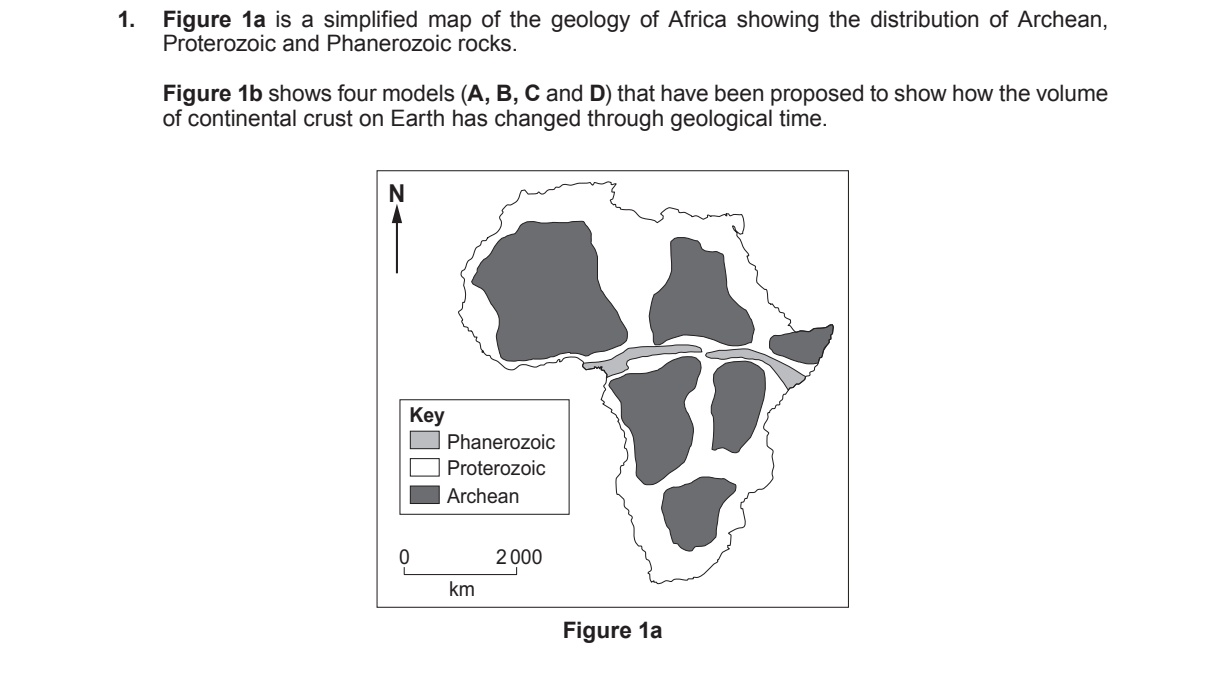 1. Figure 1a is a simplified map of the geology of Africa showing the distribution of Archean,
Proterozoic and Phanerozoic rocks.
Figure 1b shows four models (A, B, C and D) that have been proposed to show how the volume
of continental crust on Earth has changed through geological time.
N
Key
Phanerozoic
Proterozoic
Archean
0 2 000
km
Figure 1a